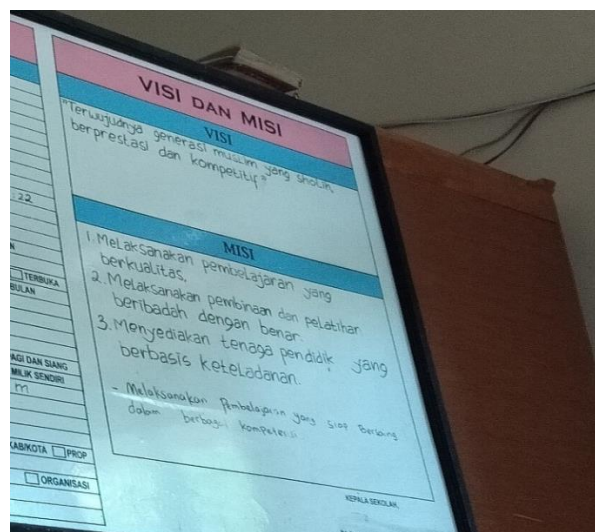 VISI DAN MISI
VISI
"Terwujudnya generasi muslim yang sholih,
berprestasi dan kompetitif"
MISI
1. Melaksanakan pembelajaran yang
berkualitas.
2. Melaksanakan pembinaan dan pelatihan
beribadah dengan benar.
3. Menyediakan tenaga pendidik yang
berbasis keteladanan.
- Melaksanakan Pembelajaran yang siap Bersaing
dalam berbagai kompetensi
KEPALA SEKOLAH,
22
TERBUKA
BULAN
PAGI DAN SIANG
MILIK SENDIRI
m
KAB/KOTA PROP
ORGANISASI